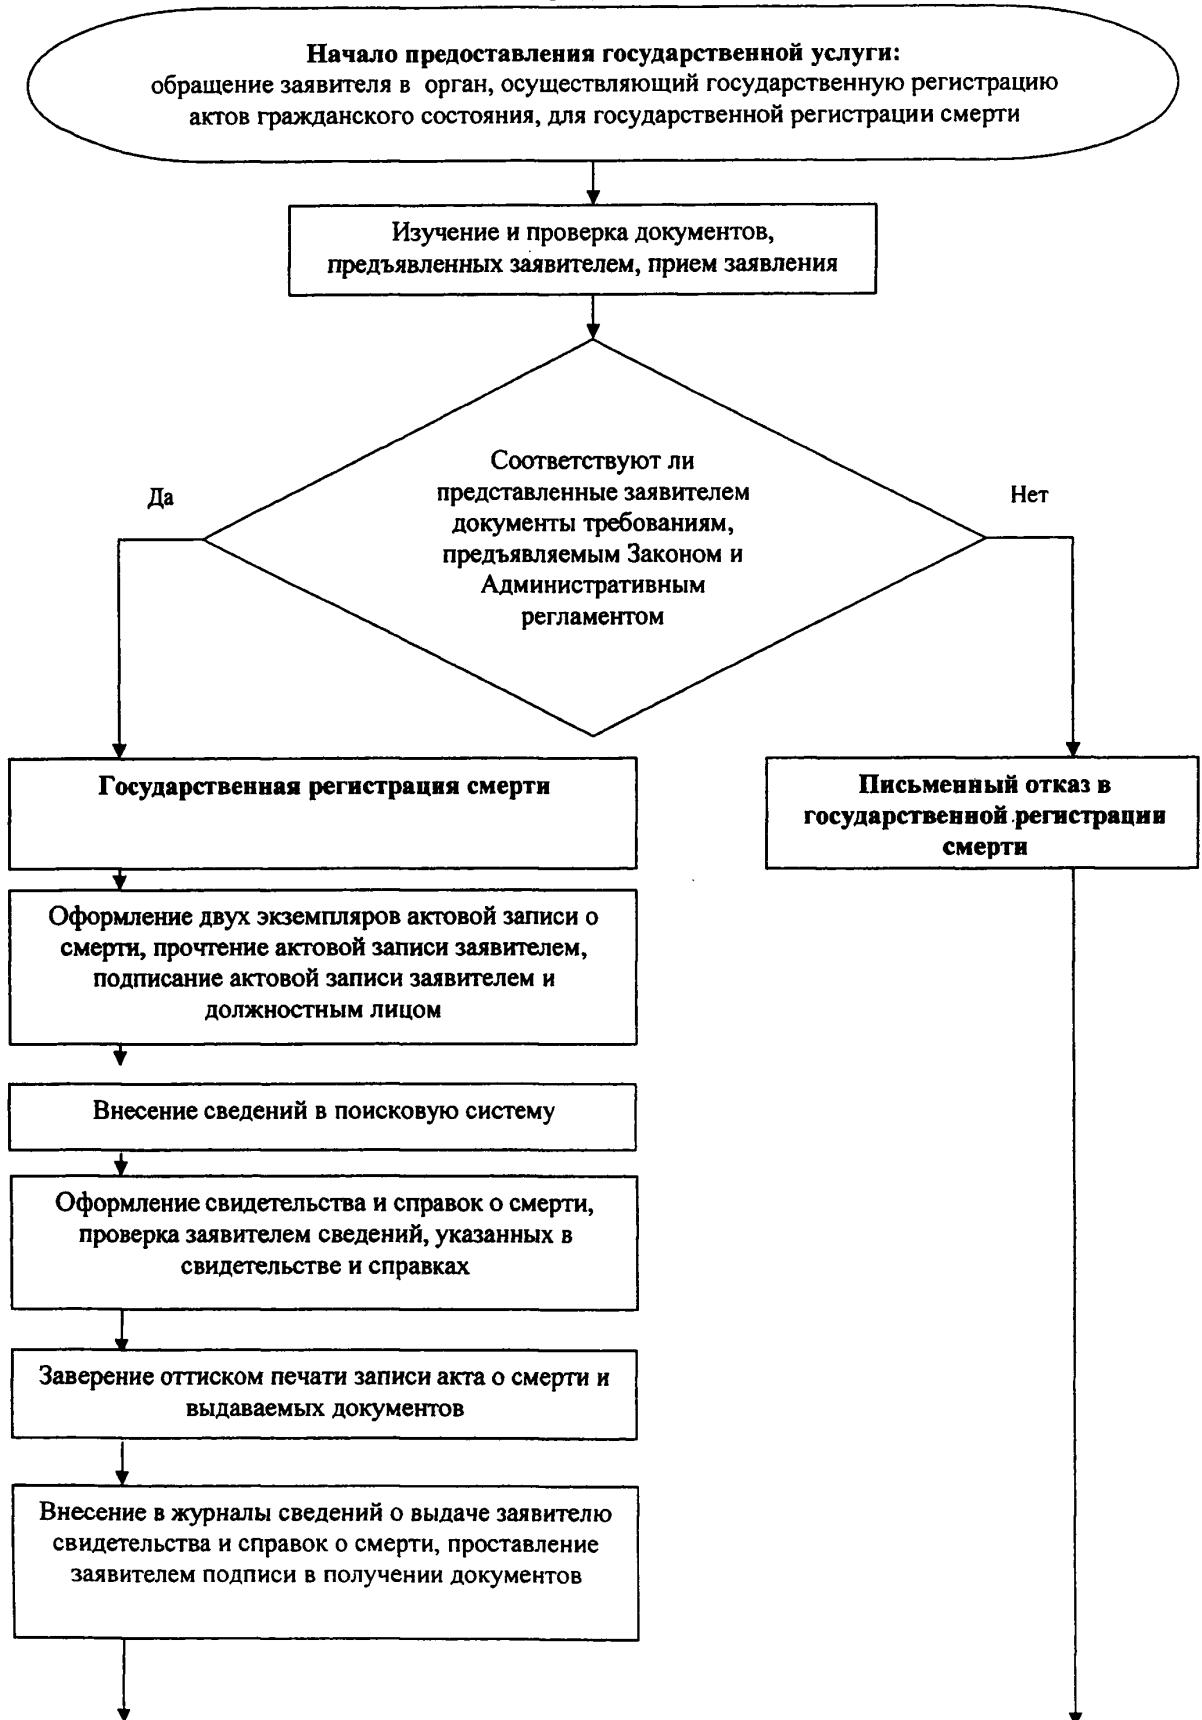 Начало предоставления государственной услуги:
обращение заявителя в орган, осуществляющий государственную регистрацию
актов гражданского состояния, для государственной регистрации смерти
Изучение и проверка документов,
предъявленных заявителем, прием заявления
Соответствуют ли
представленные заявителем
документы требованиям,
предъявляемым Законом и
Административным
регламентом
Да
Нет
Государственная регистрация смерти
Письменный отказ в
государственной регистрации
смерти
Оформление двух экземпляров актовой записи о
смерти, прочтение актовой записи заявителем,
подписание актовой записи заявителем и
должностным лицом
Внесение сведений в поисковую систему
Оформление свидетельства и справок о смерти,
проверка заявителем сведений, указанных в
свидетельстве и справках
Заверение оттиском печати записи акта о смерти и
выдаваемых документов
Внесение в журналы сведений о выдаче заявителю
свидетельства и справок о смерти, проставление
заявителем подписи в получении документов